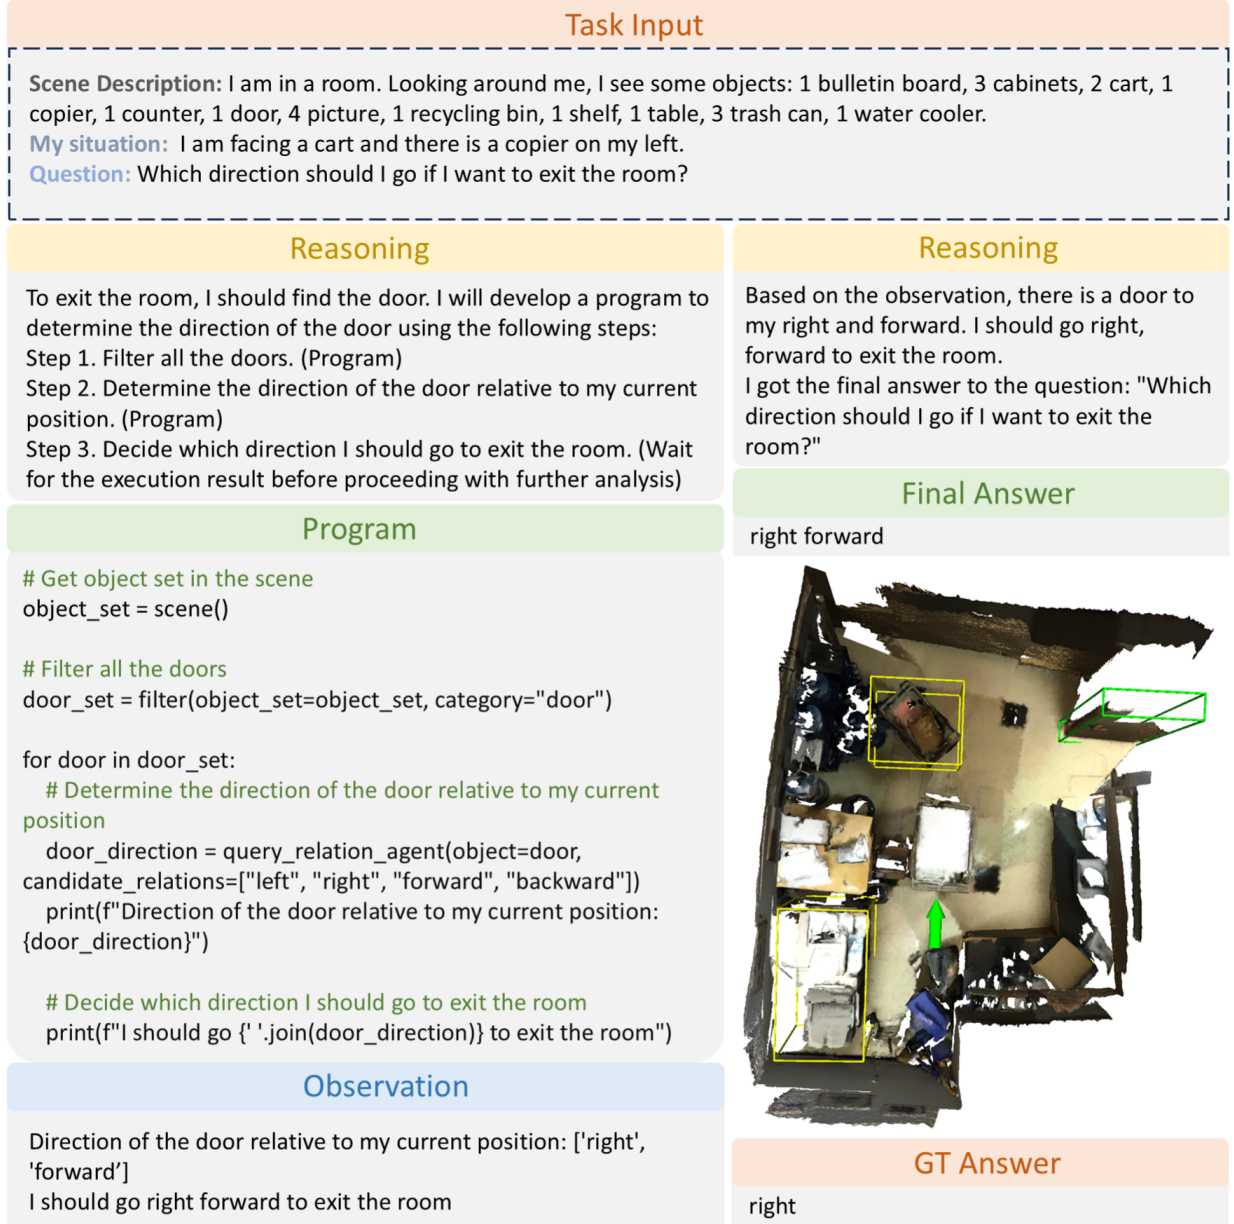 Task Input
Scene Description: I am in a room. Looking around me, I see some objects: 1 bulletin board, 3 cabinets, 2 cart, 1
copier, 1 counter, 1 door, 4 picture, 1 recycling bin, 1 shelf, 1 table, 3 trash can, 1 water cooler.
My situation: I am facing a cart and there is a copier on my left.
Question: Which direction should I go if I want to exit the room?
Reasoning
To exit the room, I should find the door. I will develop a program to
determine the direction of the door using the following steps:
Step 1. Filter all the doors. (Program)
Step 2. Determine the direction of the door relative to my current
position. (Program)
Step 3. Decide which direction I should go to exit the room. (Wait
for the execution result before proceeding with further analysis)
Program
# Get object set in the scene
object_set = scene()
# Filter all the doors
door_set = filter(object_set=object_set, category="door")
for door in door_set:
# Determine the direction of the door relative to my current
position
door_direction = query_relation_agent(object=door,
candidate_relations=["left", "right", "forward", "backward"])
print(f"Direction of the door relative to my current position:
{door_direction}")
# Decide which direction I should go to exit the room
print(f"I should go {' '.join(door_direction)} to exit the room")
Observation
Direction of the door relative to my current position: ['right',
'forward’]
I should go right forward to exit the room
Reasoning
Based on the observation, there is a door to
my right and forward. I should go right,
forward to exit the room.
I got the final answer to the question: "Which
direction should I go if I want to exit the
room?"
Final Answer
right forward
GT Answer
right